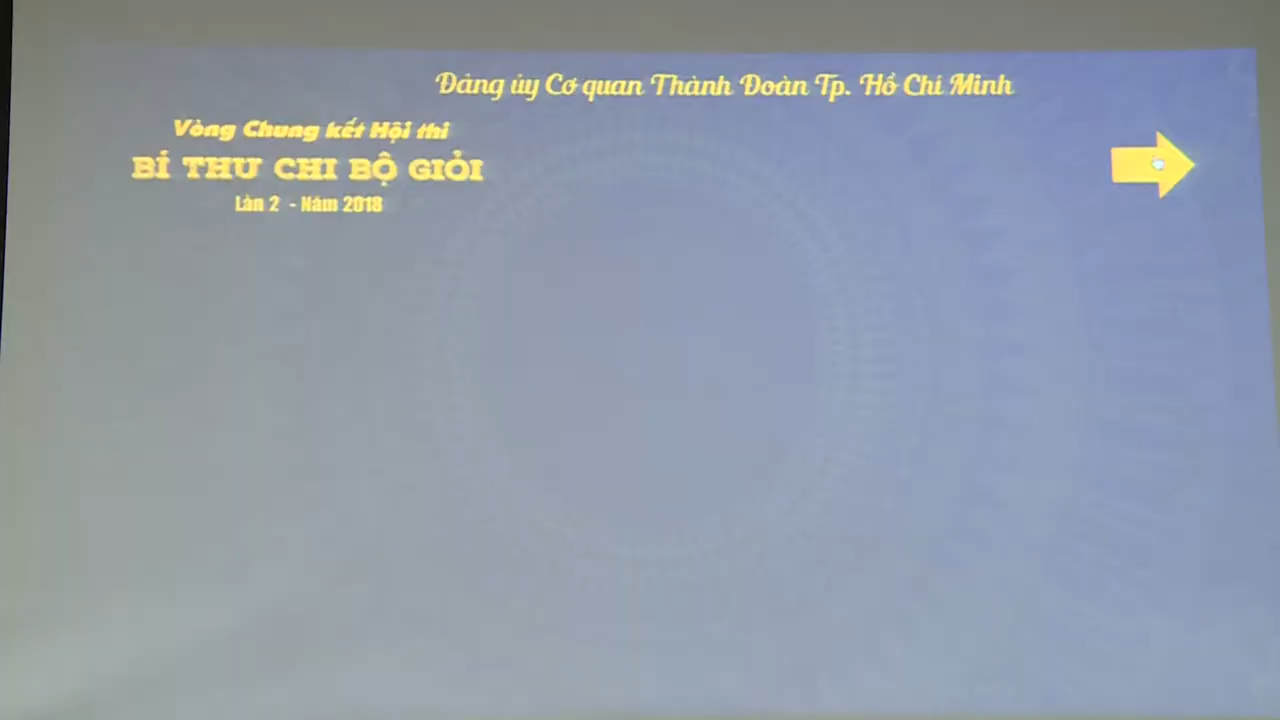 Đảng ủy Cơ quan Thành Đoàn Tp. Hồ Chí Minh
Vòng Chung kết Hội thi
BÍ THƯ CHI BỘ GIỎI
Lần 2 - Năm 2018